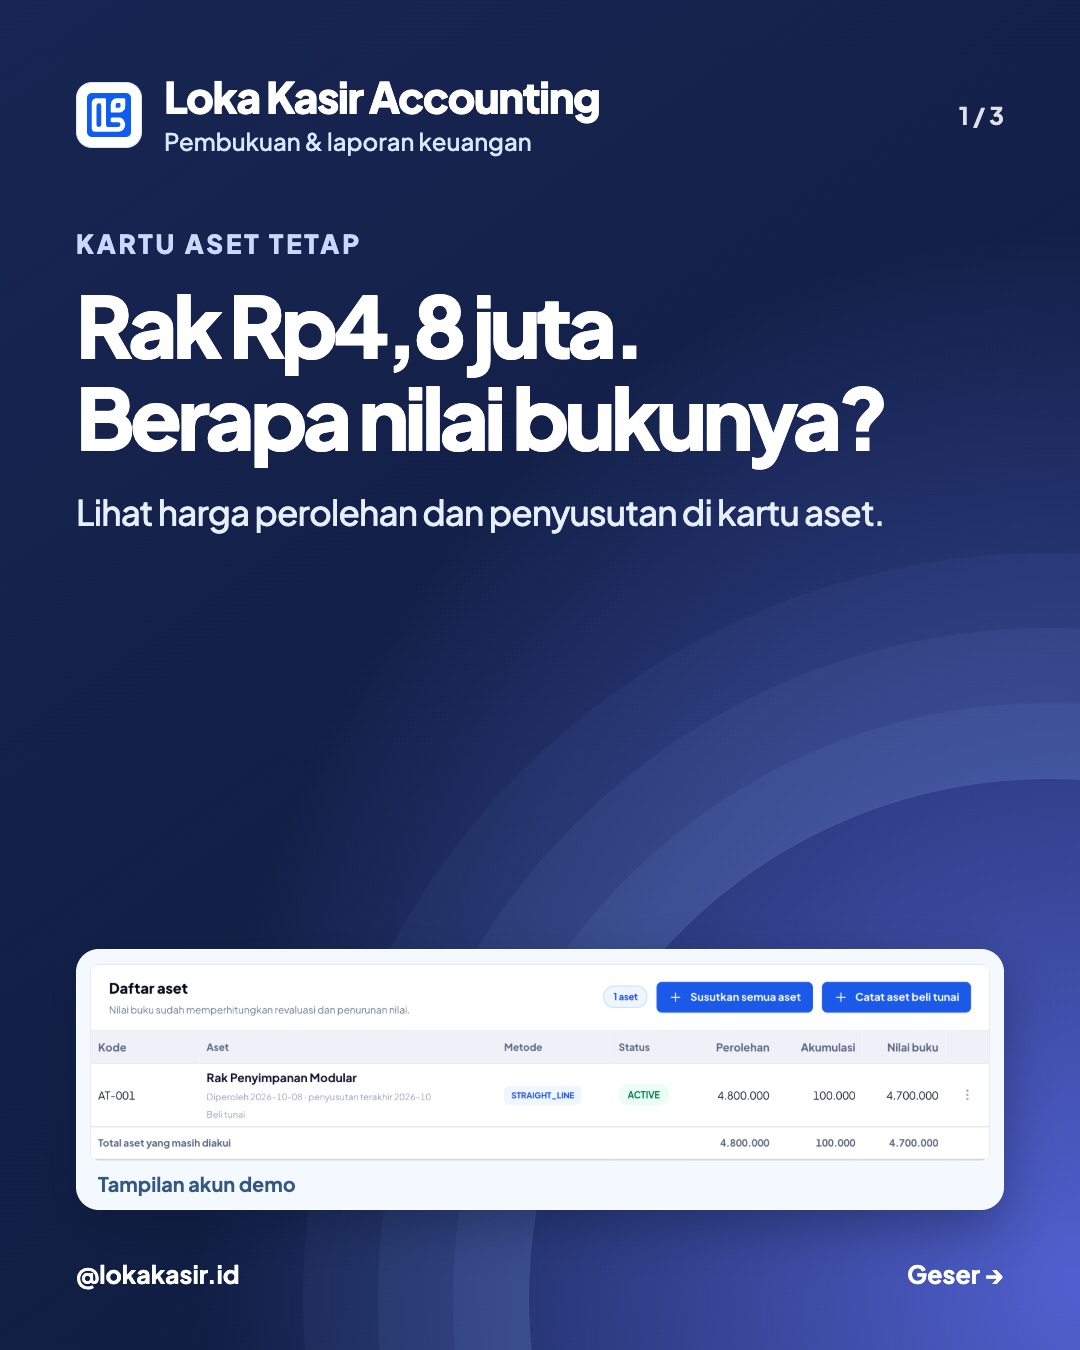 Loka Kasir Accounting
Pembukuan & laporan keuangan
1 / 3
KARTU ASET TETAP
Rak Rp4,8 juta.
Berapa nilai bukunya?
Lihat harga perolehan dan penyusutan di kartu aset.
Daftar aset
Nilai buku sudah memperhitungkan revaluasi dan penurunan nilai.
1 aset
+ Susutkan semua aset
+ Catat aset beli tunai
Kode Aset Metode Status Perolehan Akumulasi Nilai buku
Rak Penyimpanan Modular
AT-001 Diperoleh 2026-10-08 · penyusutan terakhir 2026-10 STRAIGHT_LINE ACTIVE 4.800.000 100.000 4.700.000
Beli tunai
Total aset yang masih diakui 4.800.000 100.000 4.700.000
Tampilan akun demo
@lokakasir.id
Geser →